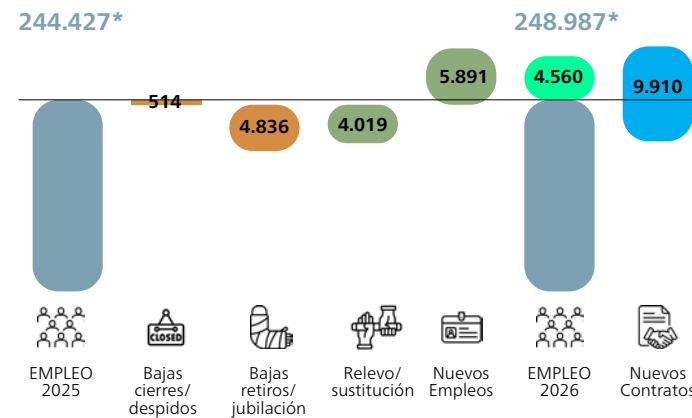 244.427*
248.987*
514
4.836
4.019
5.891
4.560
9.910
CLOSED
EMPLEO
2025
Bajas
cierres/
despidos
Bajas
retiros/
jubilación
Relevo/
sustitución
Nuevos
Empleos
EMPLEO
2026
Nuevos
Contratos